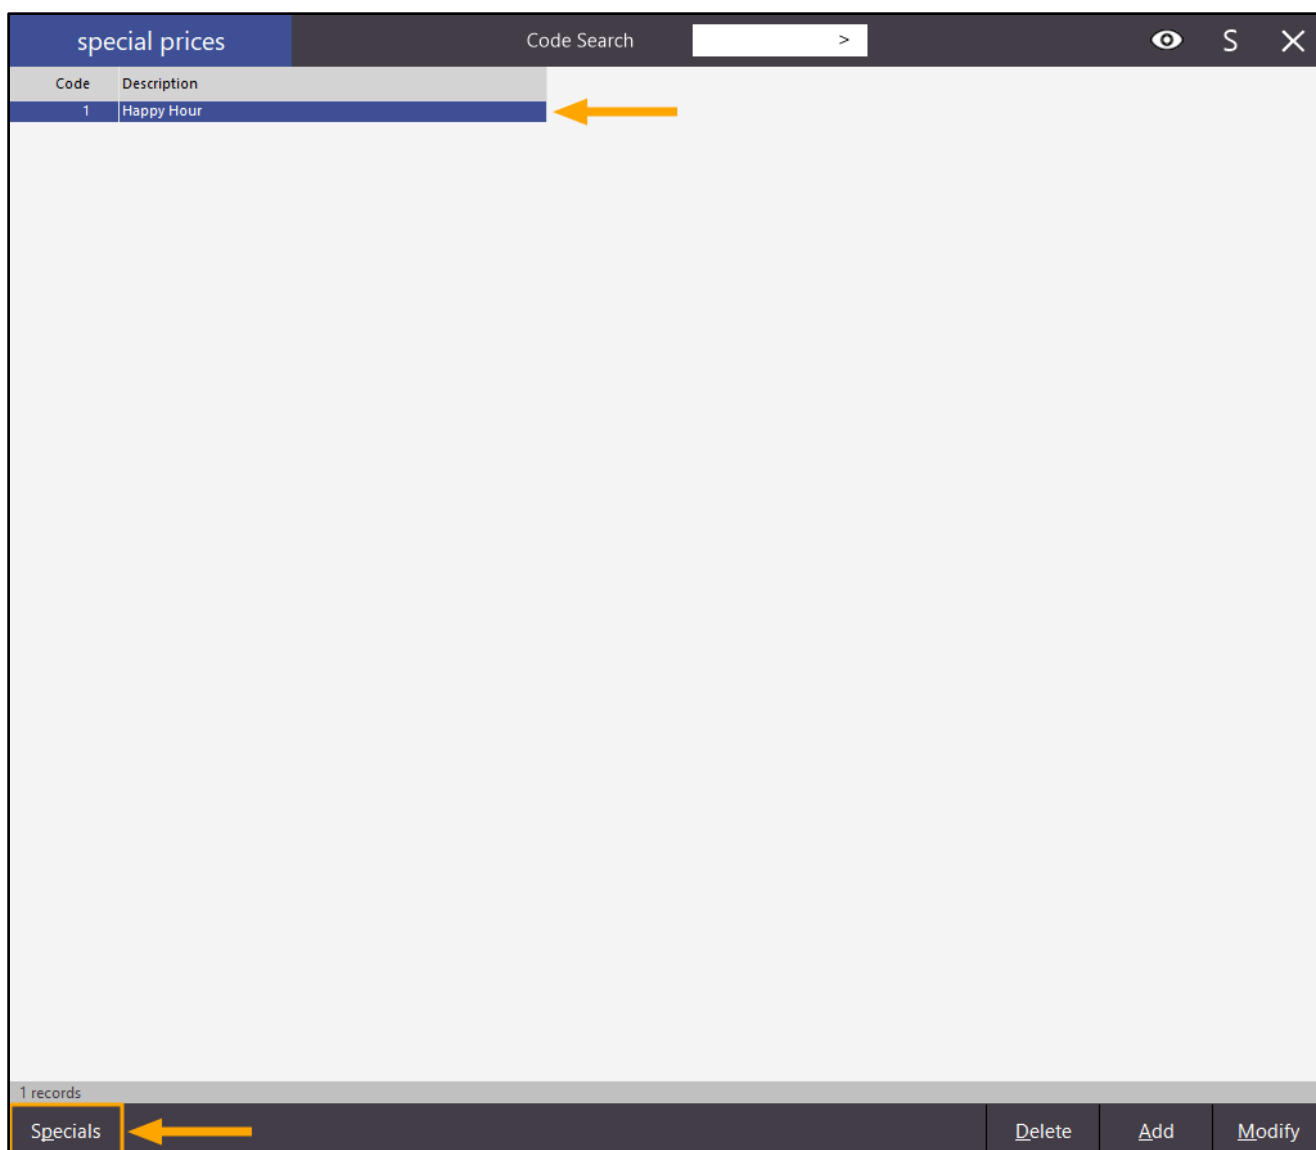 special prices
Code Search
>
S
Code Description
1 Happy Hour
1 records
Specials
Delete
Add
Modify